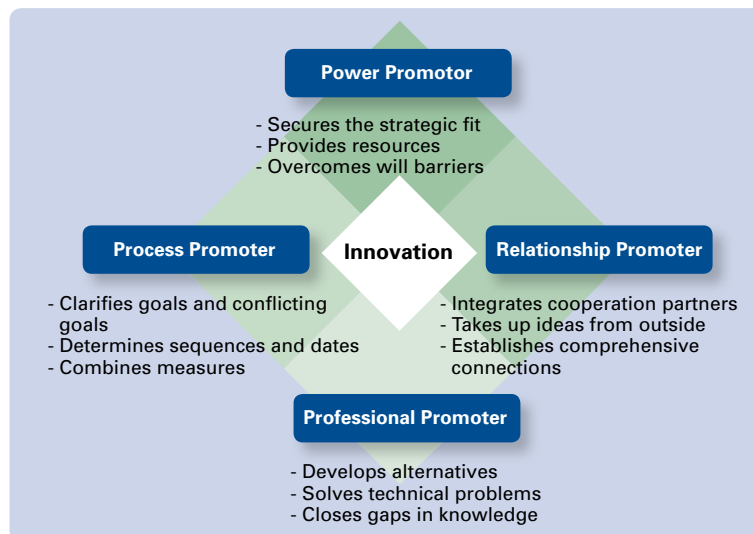 Power Promotor
- Secures the strategic fit
- Provides resources
- Overcomes will barriers
Process Promoter
Innovation
Relationship Promoter
- Clarifies goals and conflicting
goals
- Determines sequences and dates
- Combines measures
- Integrates cooperation partners
- Takes up ideas from outside
- Establishes comprehensive
connections
Professional Promoter
- Develops alternatives
- Solves technical problems
- Closes gaps in knowledge